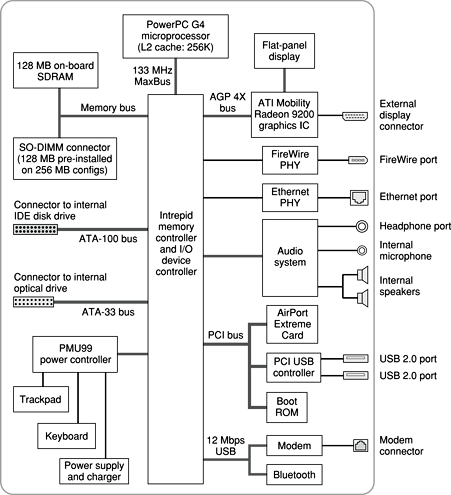 PowerPC G4
microprocessor
(L2 cache: 256K)
Flat-panel
display
128 MB on-board
SDRAM
133 MHz
MaxBus
Memory bus
AGP 4X
bus
ATI Mobility
Radeon 9200
graphics IC
External
display
connector
SO-DIMM connector
(128 MB pre-installed
on 256 MB configs)
FireWire
PHY
FireWire port
Ethernet
PHY
Ethernet port
Connector to internal
IDE disk drive
ATA-100 bus
Intrepid
memory
controller
and I/O
device
controller
Audio
system
Headphone port
Internal
microphone
Internal
speakers
Connector to internal
optical drive
ATA-33 bus
PCI bus
AirPort
Extreme
Card
PMU99
power controller
PCI USB
controller
USB 2.0 port
USB 2.0 port
Trackpad
Boot
ROM
Keyboard
12 Mbps
USB
Modem
Modem
connector
Power supply
and charger
Bluetooth